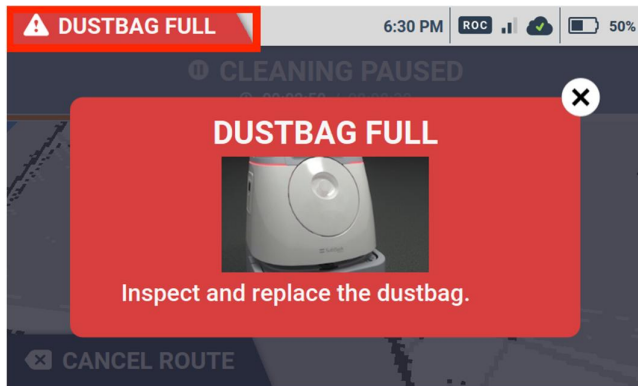 DUSTBAG FULL
6:30 PM ROC 50%
CLEANING PAUSED
DUSTBAG FULL
Inspect and replace the dustbag.
CANCEL ROUTE